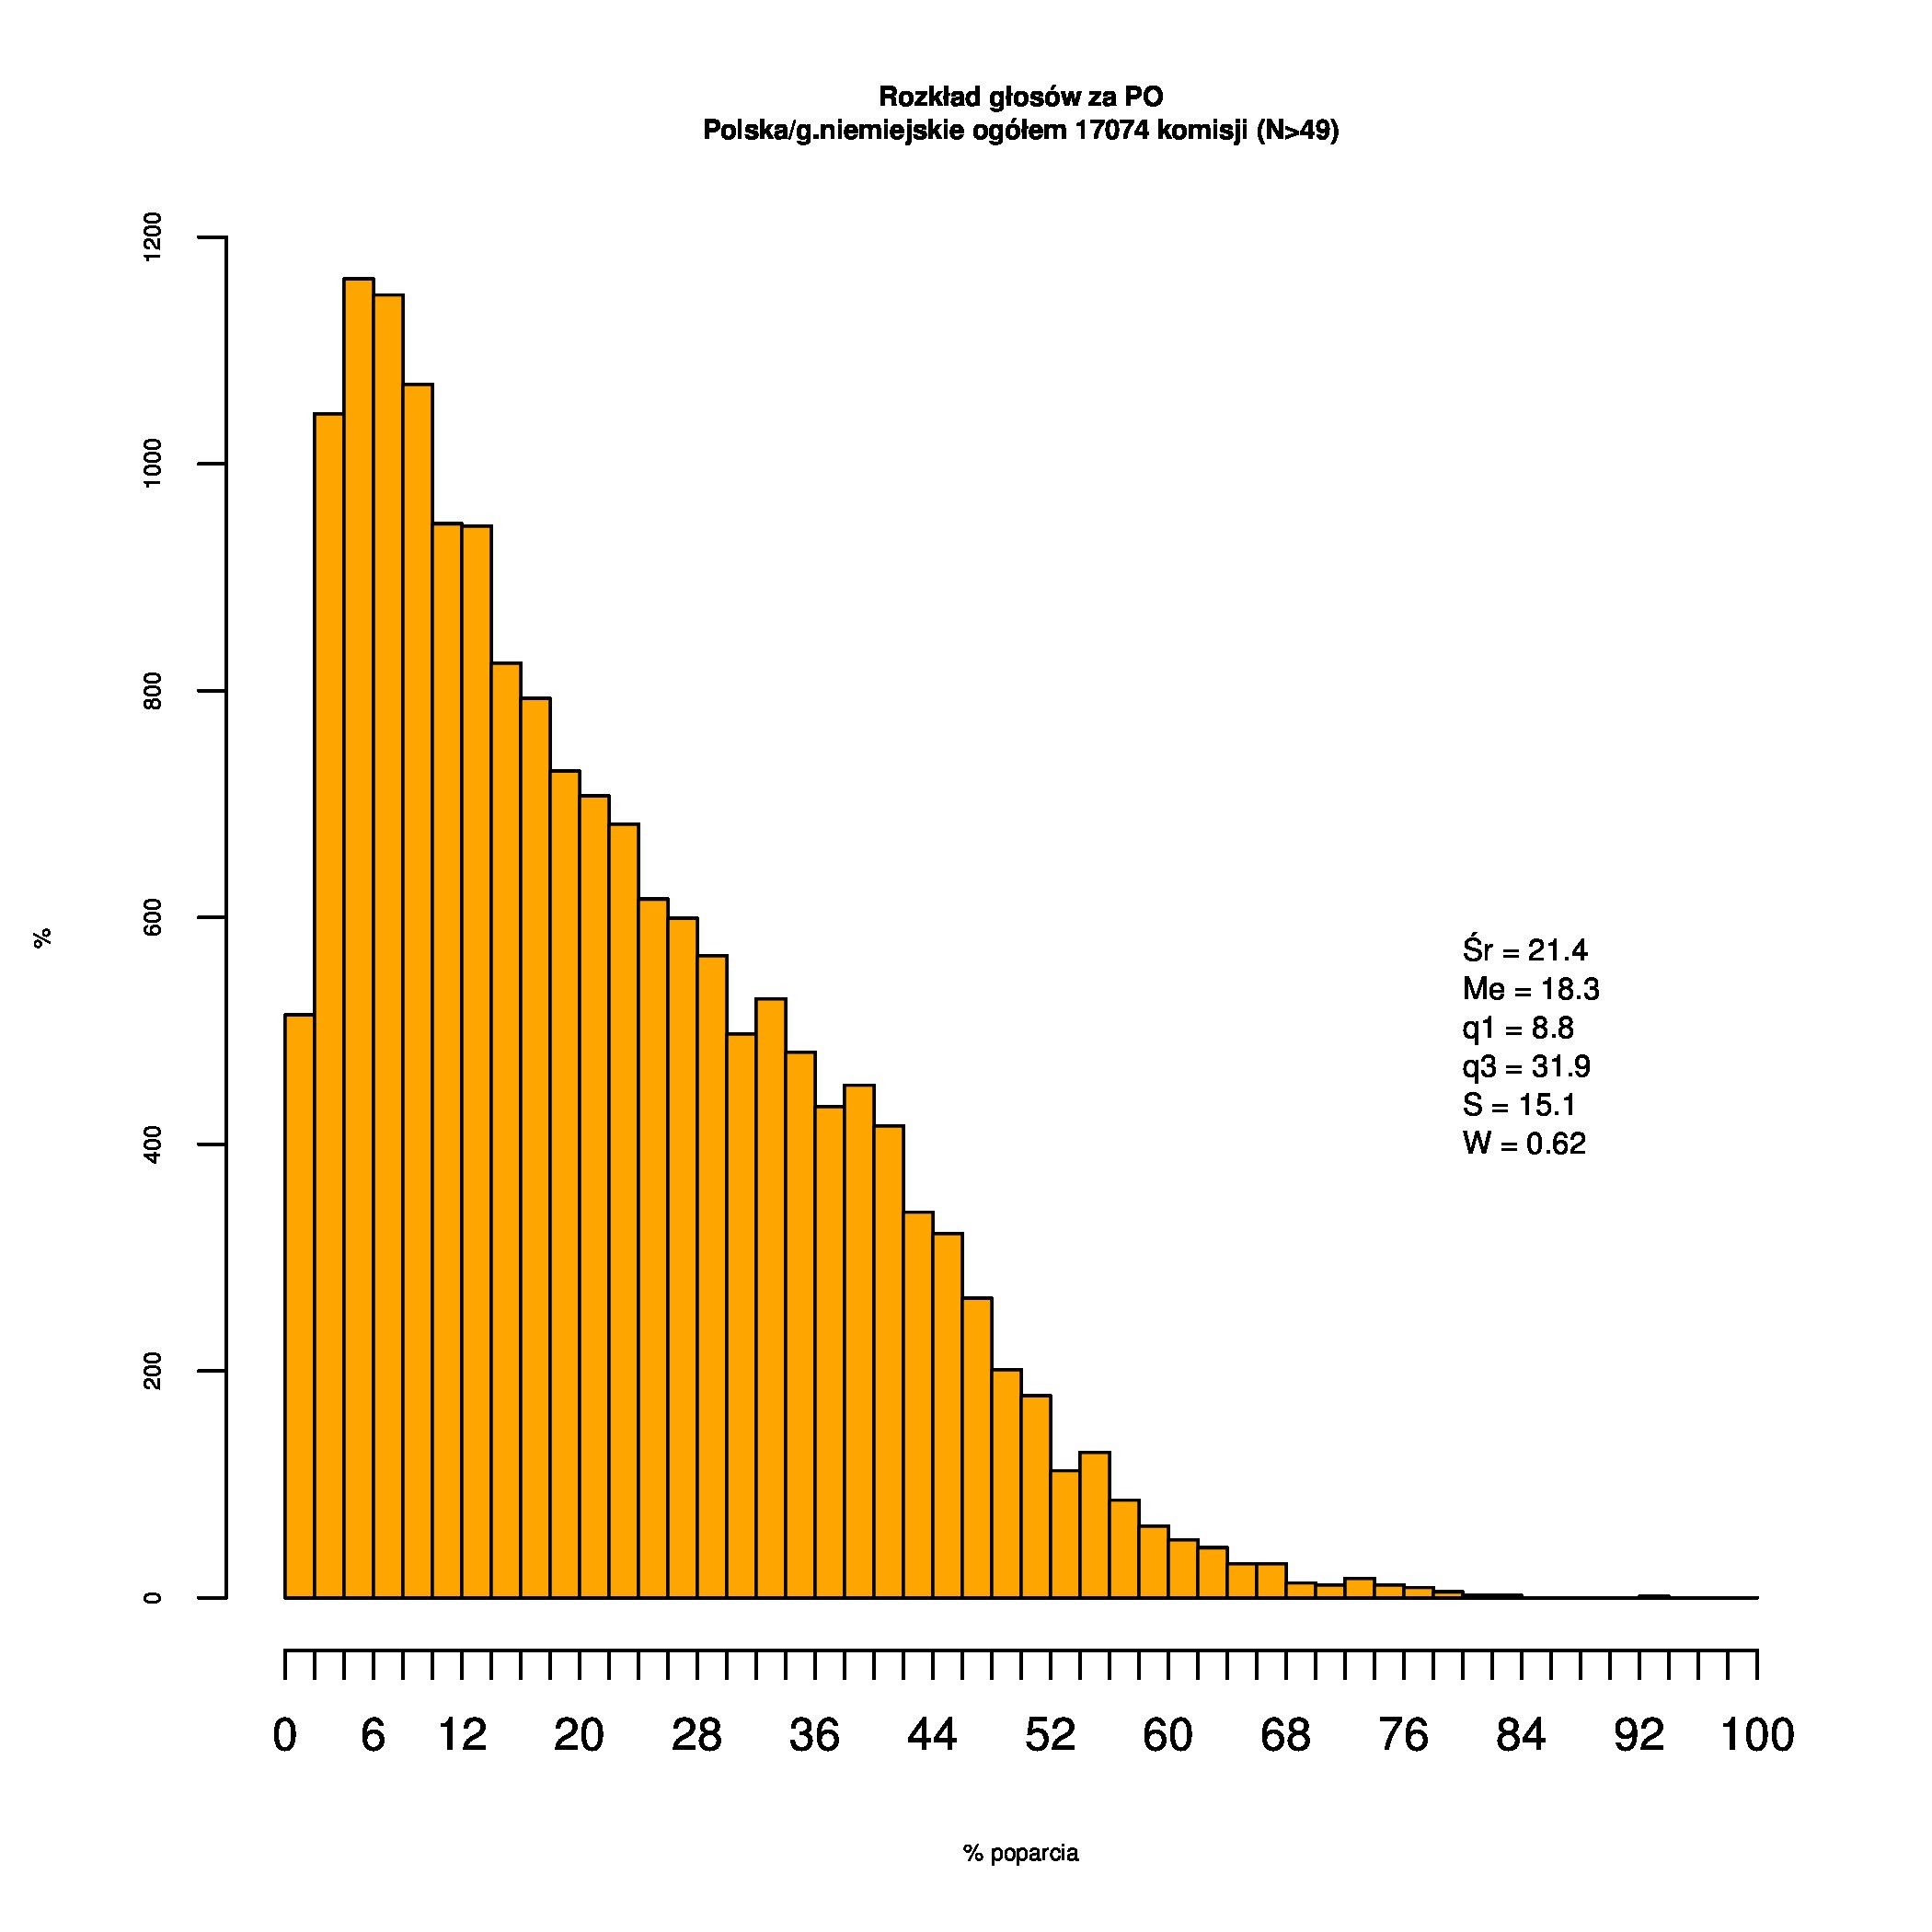 Rozkład głosów za PO
Polska/g.niemiejskie ogółem 17074 komisji (N>49)
1200
1000
800
600
400
200
0
%
Śr = 21.4
Me = 18.3
q1 = 8.8
q3 = 31.9
S = 15.1
W = 0.62
0 6 12 20 28 36 44 52 60 68 76 84 92 100
% poparcia